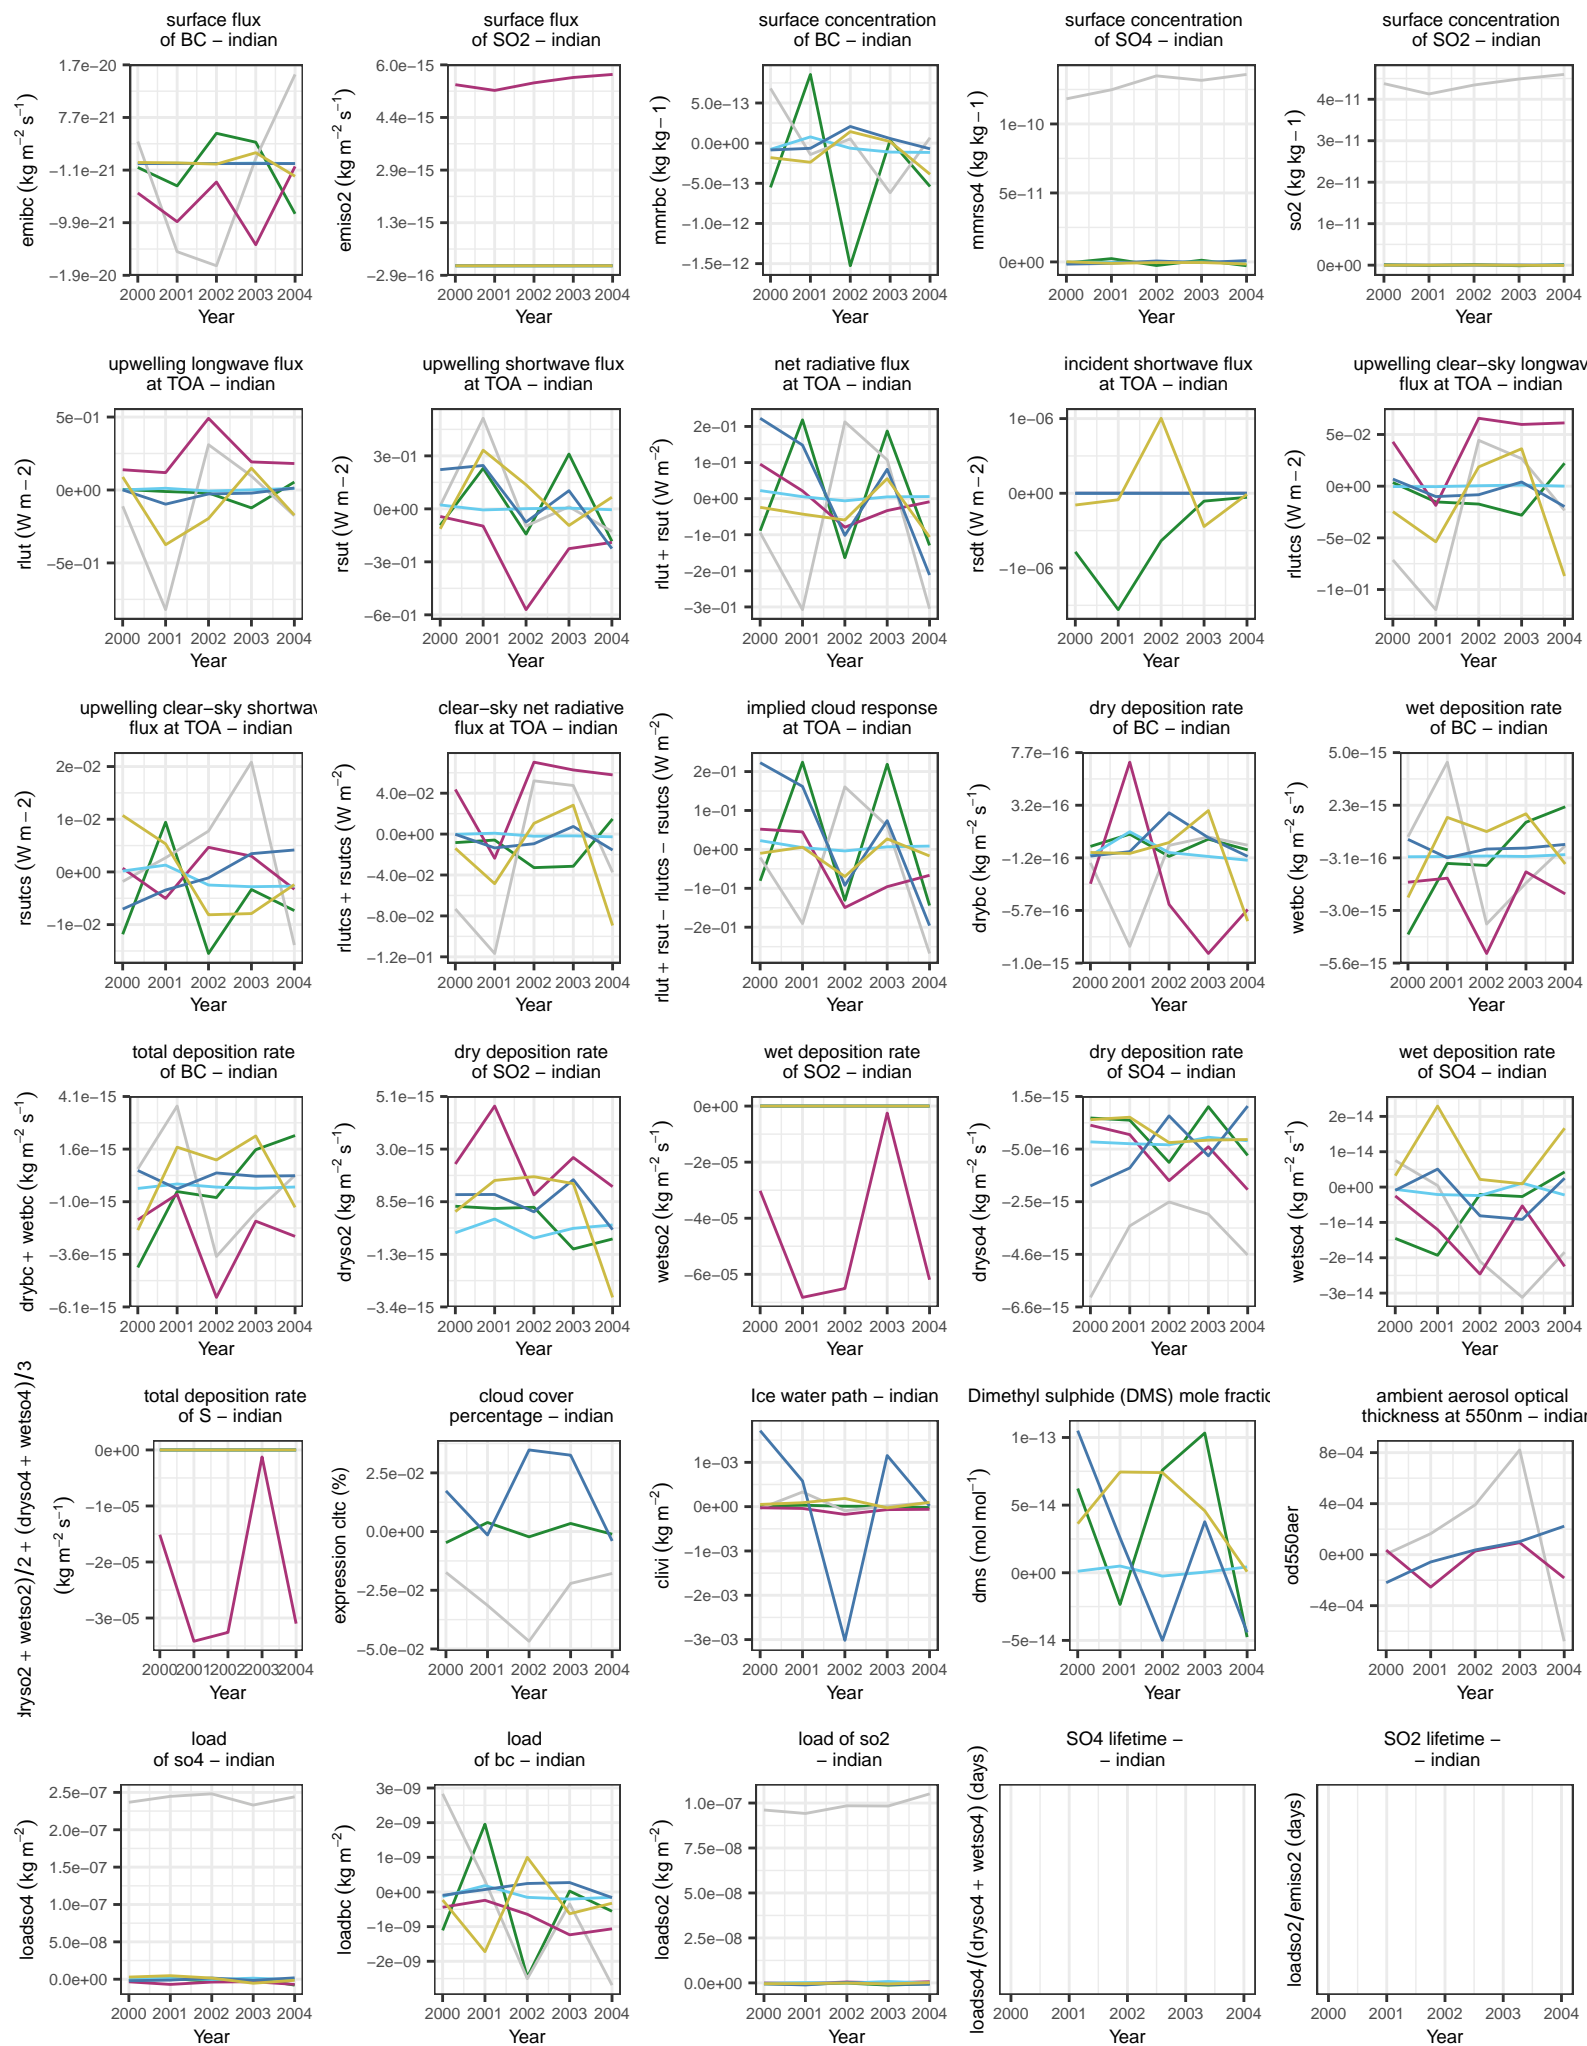 surface flux
of BC − indian
emibc (kg m−2 s−1)
1.7e−20
7.7e−21
−1.1e−21
−9.9e−21
−1.9e−20
2000 2001 2002 2003 2004
Year
surface flux
of SO2 − indian
emiso2 (kg m−2 s−1)
6.0e−15
4.4e−15
2.9e−15
1.3e−15
−2.9e−16
2000 2001 2002 2003 2004
Year
surface concentration
of BC − indian
mmrbc (kg kg − 1)
5.0e−13
0.0e+00
−5.0e−13
−1.0e−12
−1.5e−12
2000 2001 2002 2003 2004
Year
surface concentration
of SO4 − indian
mmrso4 (kg kg − 1)
1e−10
5e−11
0e+00
2000 2001 2002 2003 2004
Year
surface concentration
of SO2 − indian
so2 (kg kg − 1)
4e−11
3e−11
2e−11
1e−11
0e+00
2000 2001 2002 2003 2004
Year
upwelling longwave flux
at TOA − indian
rlut (W m − 2)
5e−01
0e+00
−5e−01
2000 2001 2002 2003 2004
Year
upwelling shortwave flux
at TOA − indian
rsut (W m − 2)
3e−01
0e+00
−3e−01
−6e−01
2000 2001 2002 2003 2004
Year
net radiative flux
at TOA − indian
rlut + rsut (W m−2)
2e−01
1e−01
0e+00
−1e−01
−2e−01
−3e−01
2000 2001 2002 2003 2004
Year
incident shortwave flux
at TOA − indian
rsdt (W m − 2)
1e−06
0e+00
−1e−06
2000 2001 2002 2003 2004
Year
upwelling clear−sky longwav
flux at TOA − indian
rlutcs (W m − 2)
5e−02
0e+00
−5e−02
−1e−01
2000 2001 2002 2003 2004
Year
upwelling clear−sky shortwav
flux at TOA − indian
rsutcs (W m − 2)
2e−02
1e−02
0e+00
−1e−02
2000 2001 2002 2003 2004
Year
clear−sky net radiative
flux at TOA − indian
rlutcs + rsutcs (W m−2)
4.0e−02
0.0e+00
−4.0e−02
−8.0e−02
−1.2e−01
2000 2001 2002 2003 2004
Year
implied cloud response
at TOA − indian
rlut + rsut − rlutcs − rsutcs (W m−2)
2e−01
1e−01
0e+00
−1e−01
−2e−01
2000 2001 2002 2003 2004
Year
dry deposition rate
of BC − indian
drybc (kg m−2 s−1)
7.7e−16
3.2e−16
−1.2e−16
−5.7e−16
−1.0e−15
2000 2001 2002 2003 2004
Year
wet deposition rate
of BC − indian
wetbc (kg m−2 s−1)
5.0e−15
2.3e−15
−3.1e−16
−3.0e−15
−5.6e−15
2000 2001 2002 2003 2004
Year
total deposition rate
of BC − indian
drybc + wetbc (kg m−2 s−1)
4.1e−15
1.6e−15
−1.0e−15
−3.6e−15
−6.1e−15
2000 2001 2002 2003 2004
Year
dry deposition rate
of SO2 − indian
dryso2 (kg m−2 s−1)
5.1e−15
3.0e−15
8.5e−16
−1.3e−15
−3.4e−15
2000 2001 2002 2003 2004
Year
wet deposition rate
of SO2 − indian
wetso2 (kg m−2 s−1)
0e+00
−2e−05
−4e−05
−6e−05
2000 2001 2002 2003 2004
Year
dry deposition rate
of SO4 − indian
dryso4 (kg m−2 s−1)
1.5e−15
−5.0e−16
−2.5e−15
−4.6e−15
−6.6e−15
2000 2001 2002 2003 2004
Year
wet deposition rate
of SO4 − indian
wetso4 (kg m−2 s−1)
2e−14
1e−14
0e+00
−1e−14
−2e−14
−3e−14
2000 2001 2002 2003 2004
Year
total deposition rate
of S − indian
dryso2 + wetso2)/2 + (dryso4 + wetso4)/3
(kg m−2 s−1)
0e+00
−1e−05
−2e−05
−3e−05
2000 2001 2002 2003 2004
Year
cloud cover
percentage − indian
expression cltc (%)
2.5e−02
0.0e+00
−2.5e−02
−5.0e−02
2000 2001 2002 2003 2004
Year
Ice water path − indian
clivi (kg m−2)
1e−03
0e+00
−1e−03
−2e−03
−3e−03
2000 2001 2002 2003 2004
Year
Dimethyl sulphide (DMS) mole fractic
dms (mol mol−1)
1e−13
5e−14
0e+00
−5e−14
2000 2001 2002 2003 2004
Year
ambient aerosol optical
thickness at 550nm − indian
od550aer
8e−04
4e−04
0e+00
−4e−04
2000 2001 2002 2003 2004
Year
load
of so4 − indian
loadso4 (kg m−2)
2.5e−07
2.0e−07
1.5e−07
1.0e−07
5.0e−08
0.0e+00
2000 2001 2002 2003 2004
Year
load
of bc − indian
loadbc (kg m−2)
3e−09
2e−09
1e−09
0e+00
−1e−09
−2e−09
2000 2001 2002 2003 2004
Year
load of so2
− indian
loadso2 (kg m−2)
1.0e−07
7.5e−08
5.0e−08
2.5e−08
0.0e+00
2000 2001 2002 2003 2004
Year
SO4 lifetime −
− indian
loadso4/(dryso4 + wetso4) (days)
2000 2001 2002 2003 2004
Year
SO2 lifetime −
− indian
loadso2/emiso2 (days)
2000 2001 2002 2003 2004
Year